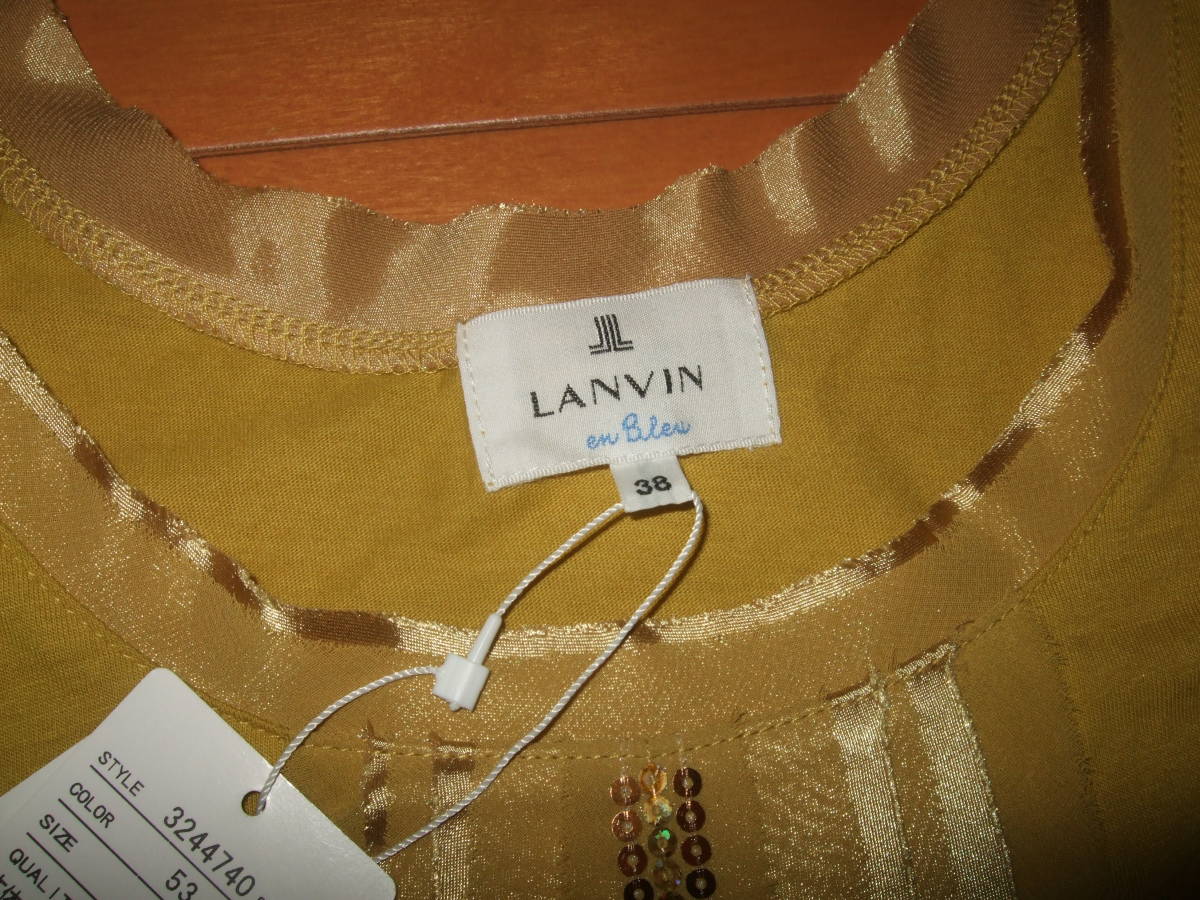 LANVIN
en Bleu
38
STYLE 3244740
COLOR 53
SIZE